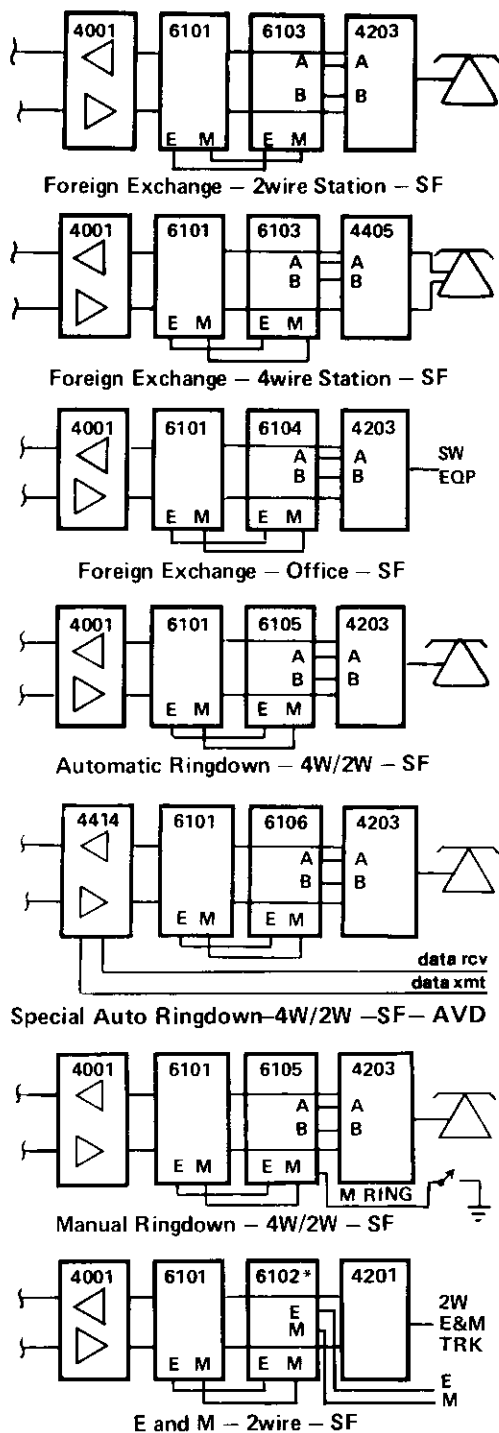 4001 6101 6103 4203
A A
B B
E M E M
Foreign Exchange – 2wire Station – SF
4001 6101 6103 4405
A A
B B
E M E M
Foreign Exchange – 4wire Station – SF
4001 6101 6104 4203
A A SW
B B EQP
E M E M
Foreign Exchange – Office – SF
4001 6101 6105 4203
A A
B B
E M E M
Automatic Ringdown – 4W/2W – SF
4414 6101 6106 4203
A A
B B
E M E M
data rcv
data xmt
Special Auto Ringdown–4W/2W –SF– AVD
4001 6101 6105 4203
A A
B B
E M E M
M RING
Manual Ringdown – 4W/2W – SF
4001 6101 6102* 4201
E 2W
M E&M
TRK
E M E M E
M
E and M – 2wire – SF